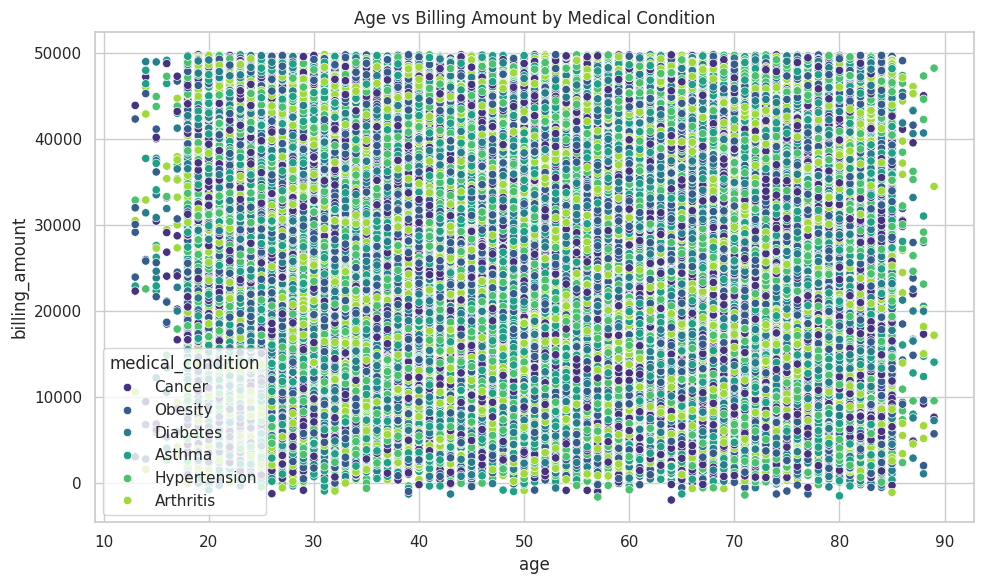 Age vs Billing Amount by Medical Condition
billing_amount
50000
40000
30000
20000
10000
0
medical_condition
Cancer
Obesity
Diabetes
Asthma
Hypertension
Arthritis
10 20 30 40 50 60 70 80 90
age